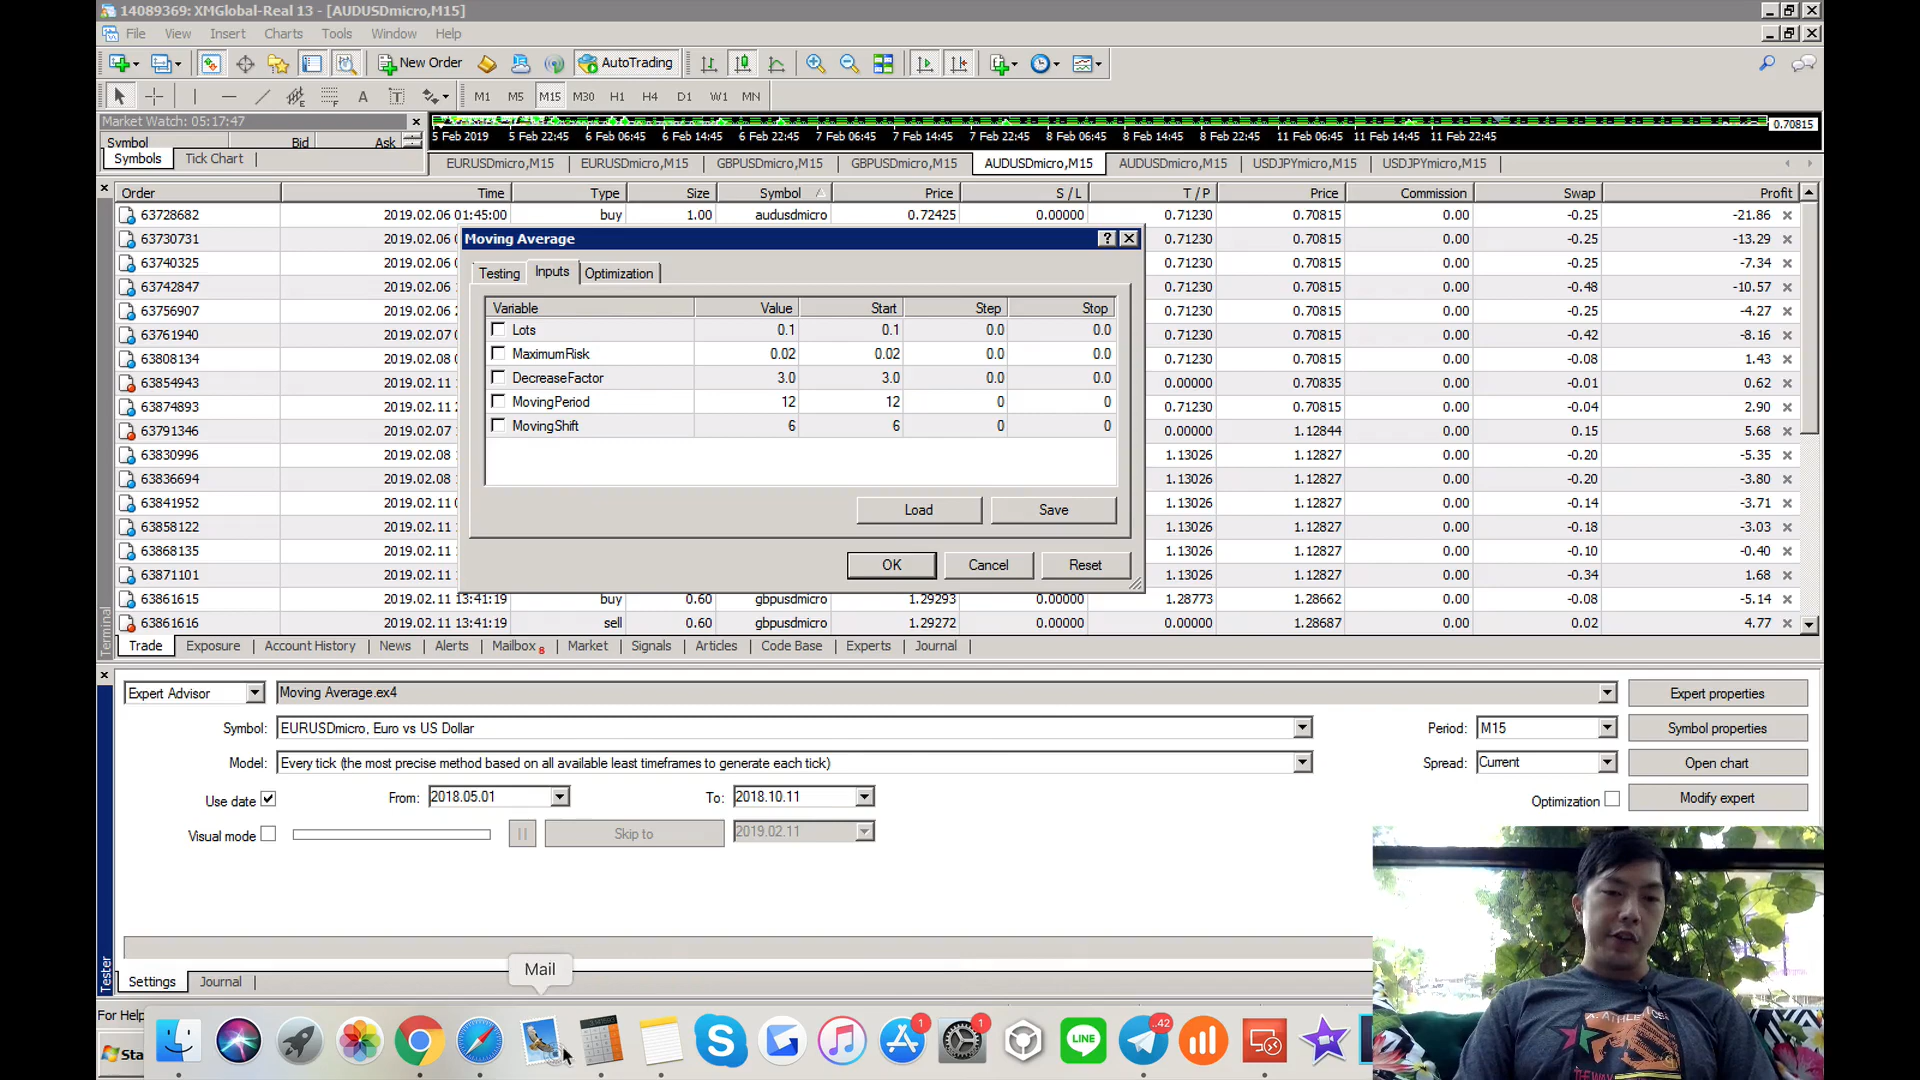 14089369: XMGlobal-Real 13 - [AUDUSDmicro,M15]
File View Insert Charts Tools Window Help
New Order AutoTrading
A T M1 M5 M15 M30 H1 H4 D1 W1 MN
Market Watch: 05:17:47
Symbol Bid Ask
Symbols Tick Chart
0.70815
5 Feb 2019 5 Feb 22:45 6 Feb 06:45 6 Feb 14:45 6 Feb 22:45 7 Feb 06:45 7 Feb 14:45 7 Feb 22:45 8 Feb 06:45 8 Feb 14:45 8 Feb 22:45 11 Feb 06:45 11 Feb 14:45 11 Feb 22:45
EURUSDmicro,M15 EURUSDmicro,M15 GBPUSDmicro,M15 GBPUSDmicro,M15 AUDUSDmicro,M15 AUDUSDmicro,M15 USDJPYmicro,M15 USDJPYmicro,M15
Order Time Type Size Symbol Price S / L T / P Price Commission Swap Profit
63728682 2019.02.06 01:45:00 buy 1.00 audusdmicro 0.72425 0.00000 0.71230 0.70815 0.00 -0.25 -21.86
63730731 2019.02.06 0 0.71230 0.70815 0.00 -0.25 -13.29
63740325 2019.02.06 0 0.71230 0.70815 0.00 -0.25 -7.34
63742847 2019.02.06 1 0.71230 0.70815 0.00 -0.48 -10.57
63756907 2019.02.06 1 0.71230 0.70815 0.00 -0.25 -4.27
63761940 2019.02.07 0 0.71230 0.70815 0.00 -0.42 -8.16
63808134 2019.02.08 0 0.71230 0.70815 0.00 -0.08 1.43
63854943 2019.02.11 1 0.00000 0.70835 0.00 -0.01 0.62
63874893 2019.02.11 2 0.71230 0.70815 0.00 -0.04 2.90
63791346 2019.02.07 1 0.00000 1.12844 0.00 0.15 5.68
63830996 2019.02.08 1 1.13026 1.12827 0.00 -0.20 -5.35
63836694 2019.02.08 1 1.13026 1.12827 0.00 -0.20 -3.80
63841952 2019.02.11 0 1.13026 1.12827 0.00 -0.14 -3.71
63858122 2019.02.11 1 1.13026 1.12827 0.00 -0.18 -3.03
63868135 2019.02.11 1 1.13026 1.12827 0.00 -0.10 -0.40
63871101 2019.02.11 1 1.13026 1.12827 0.00 -0.34 1.68
63861615 2019.02.11 13:41:19 buy 0.60 gbpusdmicro 1.29293 0.00000 1.28773 1.28662 0.00 -0.08 -5.14
63861616 2019.02.11 13:41:19 sell 0.60 gbpusdmicro 1.29272 0.00000 0.00000 1.28687 0.00 0.02 4.77
Moving Average
Testing Inputs Optimization
Variable Value Start Step Stop
Lots 0.1 0.1 0.0 0.0
MaximumRisk 0.02 0.02 0.0 0.0
DecreaseFactor 3.0 3.0 0.0 0.0
MovingPeriod 12 12 0 0
MovingShift 6 6 0 0
Load Save
OK Cancel Reset
Terminal
Trade Exposure Account History News Alerts Mailbox 8 Market Signals Articles Code Base Experts Journal
Expert Advisor Moving Average.ex4 Expert properties
Symbol: EURUSDmicro, Euro vs US Dollar Period: M15 Symbol properties
Model: Every tick (the most precise method based on all available least timeframes to generate each tick) Spread: Current Open chart
Use date From: 2018.05.01 To: 2018.10.11 Optimization Modify expert
Visual mode Skip to 2019.02.11
Tester
Mail
Settings Journal
For Help
Sta
LINE
1 1 42